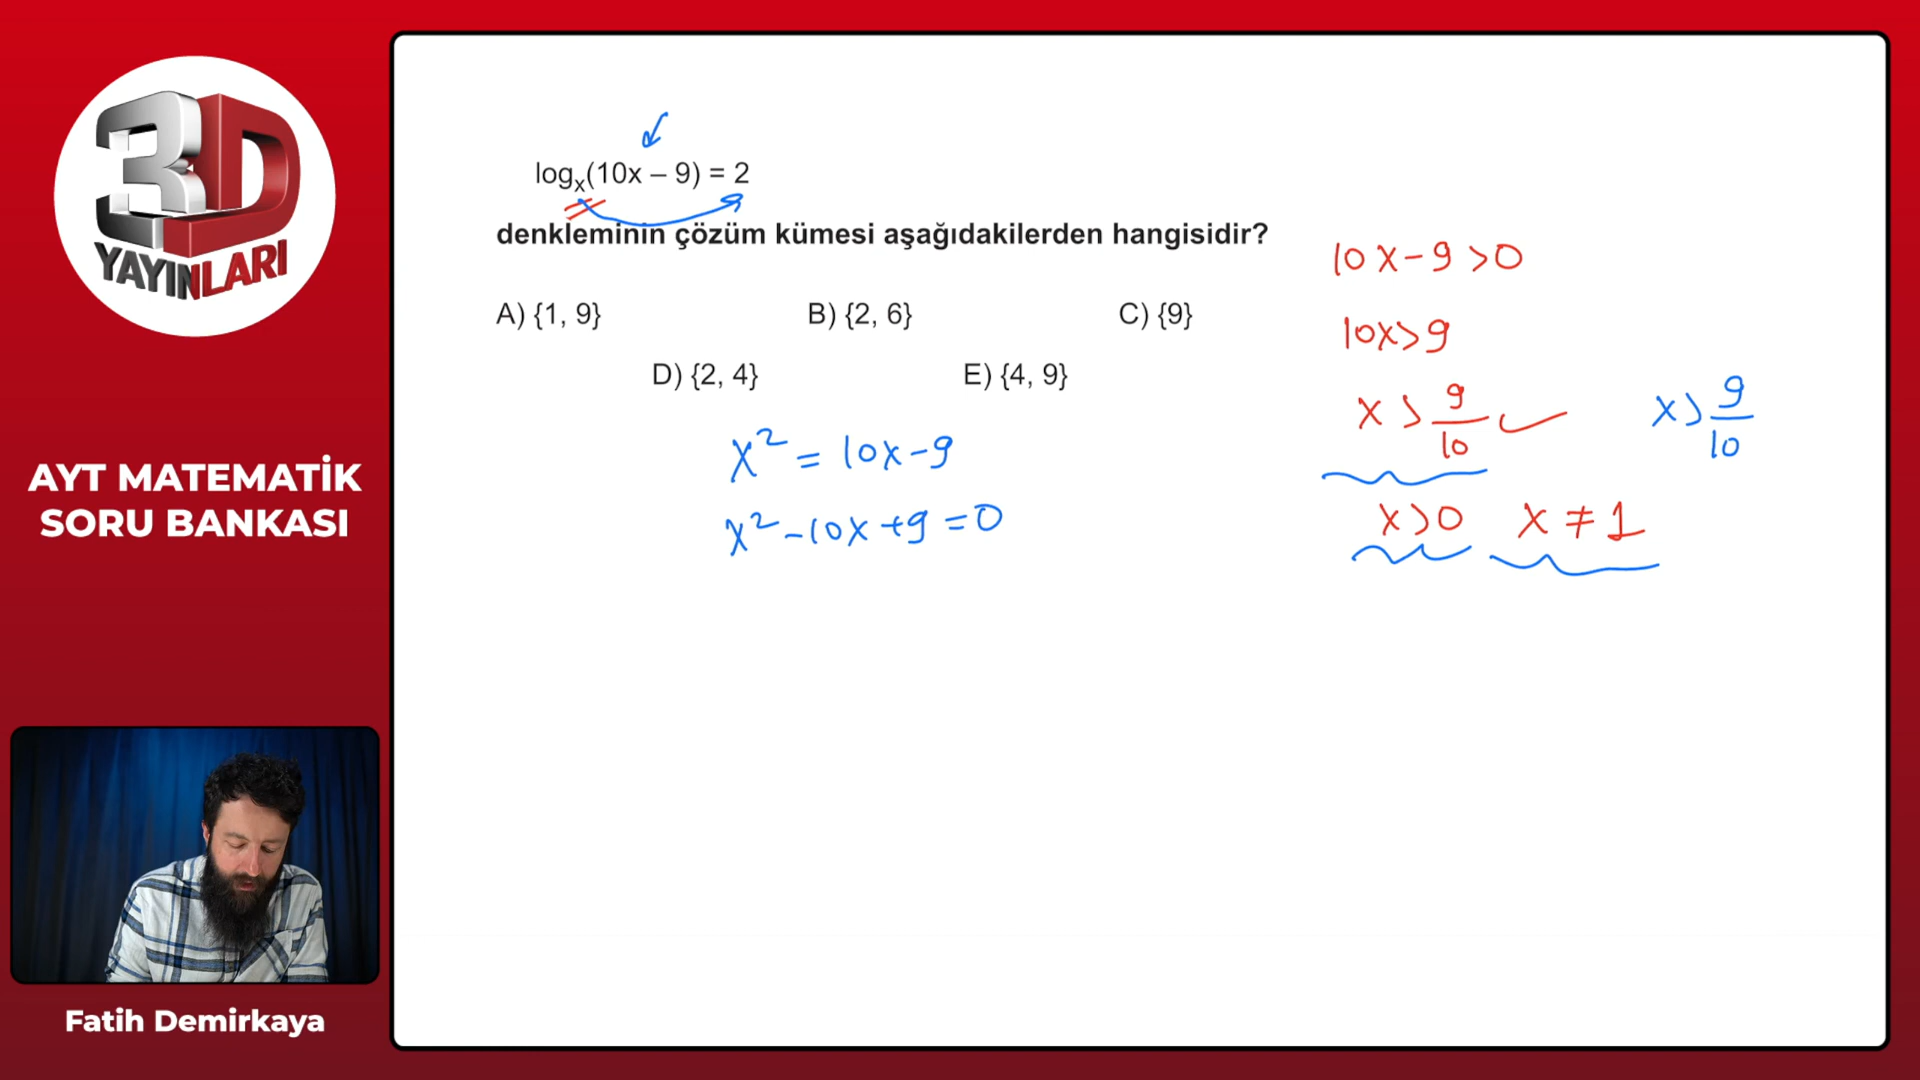 3D
YAYINLARI
AYT MATEMATİK
SORU BANKASI
Fatih Demirkaya
logₓ(10x – 9) = 2
denkleminin çözüm kümesi aşağıdakilerden hangisidir?
A) {1, 9} B) {2, 6} C) {9}
D) {2, 4} E) {4, 9}
x² = 10x-9
x²-10x+9=0
10x-9>0
10x>9
x > 9/10
x > 9/10
x>0 x ≠ 1